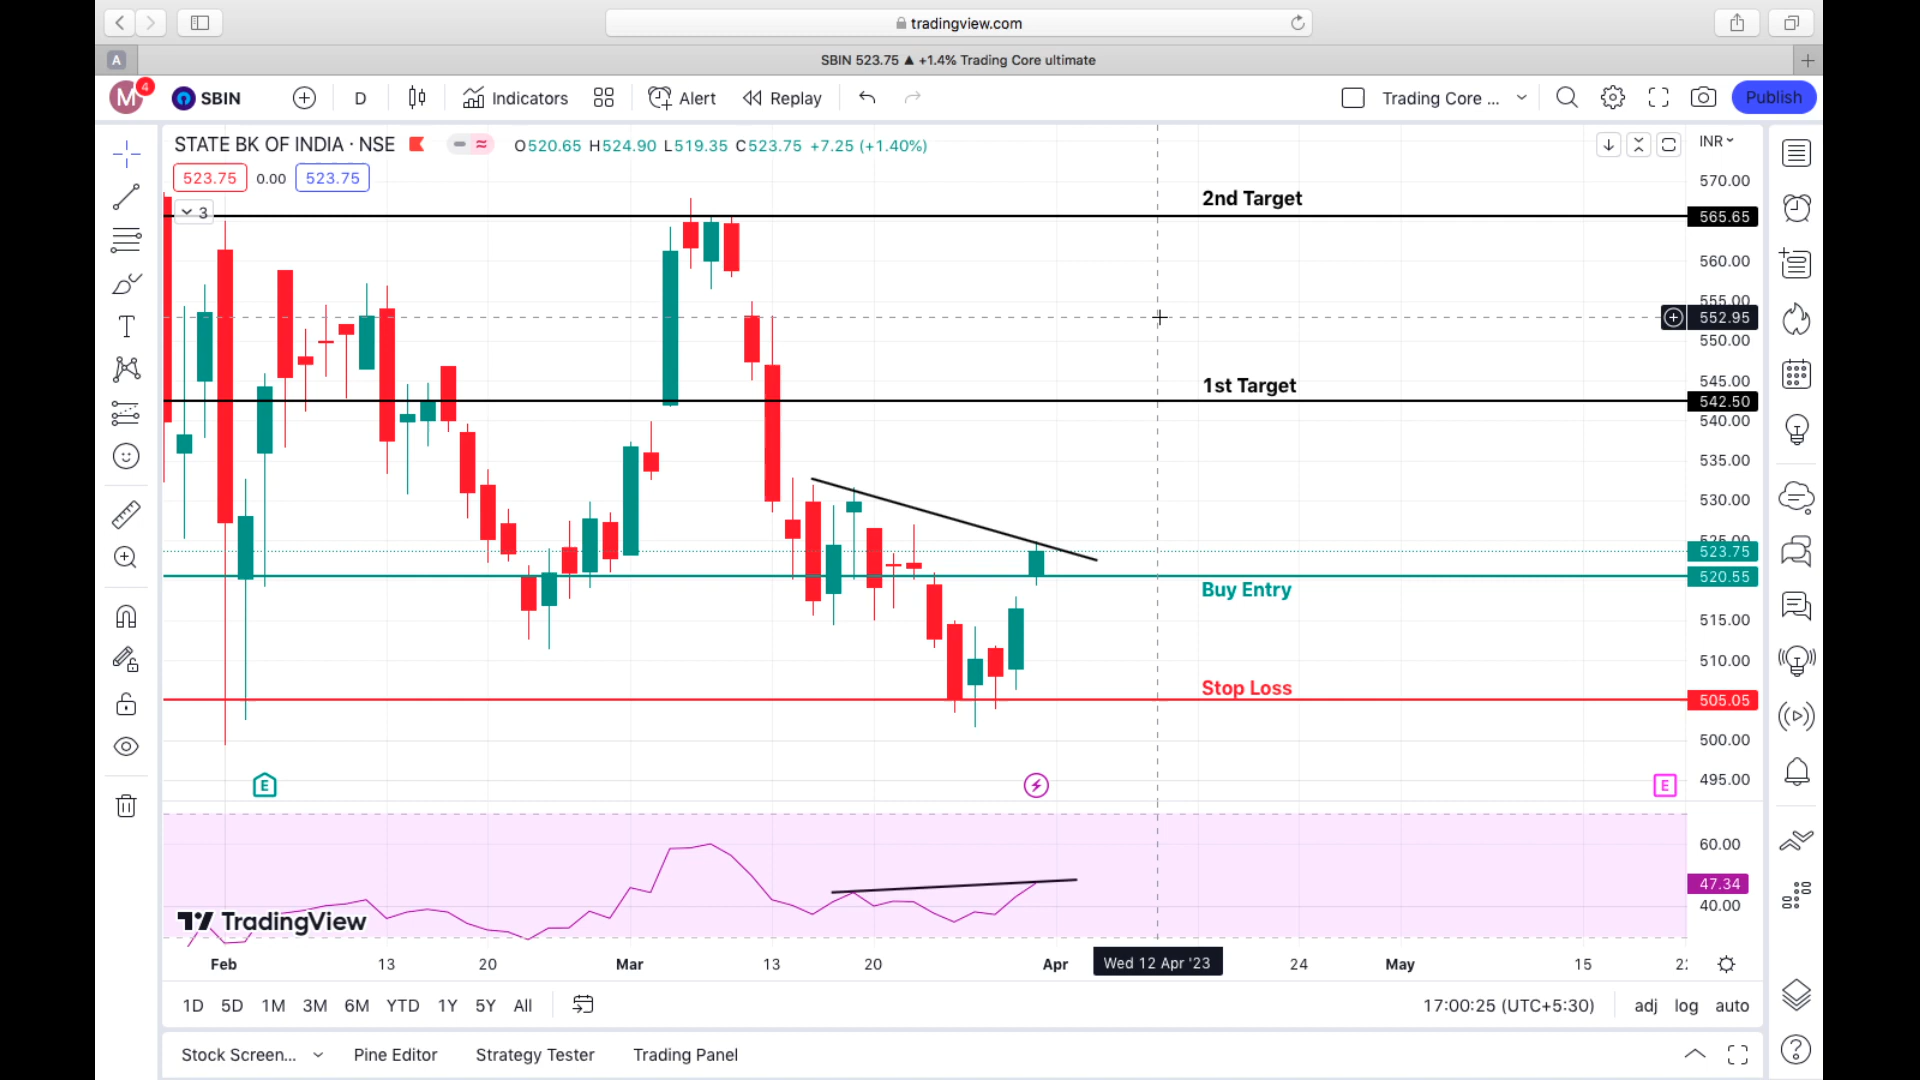 tradingview.com
A
SBIN 523.75 ▲ +1.4% Trading Core ultimate
M 4 SBIN D Indicators Alert Replay Trading Core ... Publish
STATE BK OF INDIA · NSE O520.65 H524.90 L519.35 C523.75 +7.25 (+1.40%) INR
523.75 0.00 523.75
3
2nd Target
1st Target
Buy Entry
Stop Loss
570.00
565.65
560.00
555.00
552.95
550.00
545.00
542.50
540.00
535.00
530.00
525.00
523.75
520.55
515.00
510.00
505.05
500.00
495.00
E E
60.00
47.34
40.00
TradingView
Feb 13 20 Mar 13 20 Apr Wed 12 Apr '23 24 May 15
1D 5D 1M 3M 6M YTD 1Y 5Y All 17:00:25 (UTC+5:30) adj log auto
Stock Screen... Pine Editor Strategy Tester Trading Panel